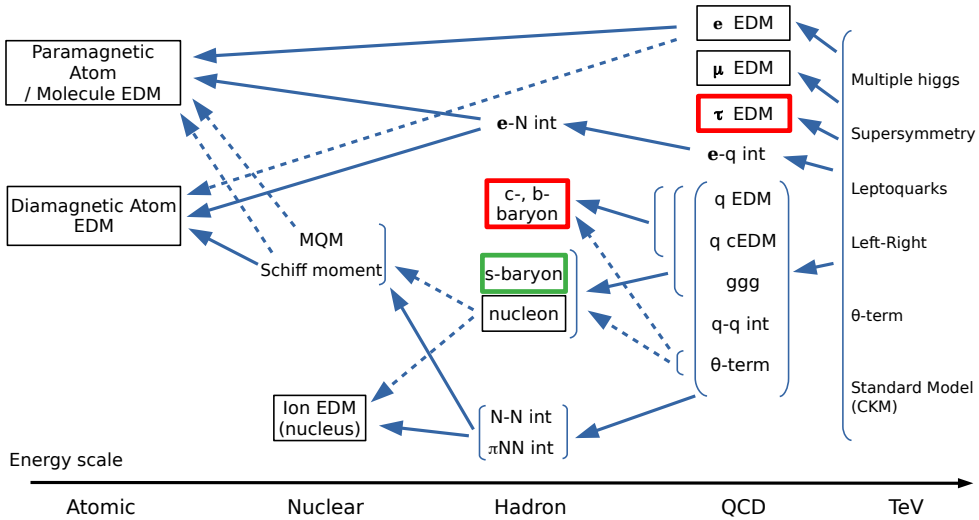 e EDM
μ EDM
τ EDM
Paramagnetic
Atom
/ Molecule EDM
e-N int
e-q int
Multiple higgs
Supersymmetry
Leptoquarks
Left-Right
θ-term
Standard Model
(CKM)
Diamagnetic Atom
EDM
c-, b-
baryon
q EDM
q cEDM
ggg
q-q int
θ-term
MQM
Schiff moment
s-baryon
nucleon
Ion EDM
(nucleus)
N-N int
πNN int
Energy scale
Atomic
Nuclear
Hadron
QCD
TeV